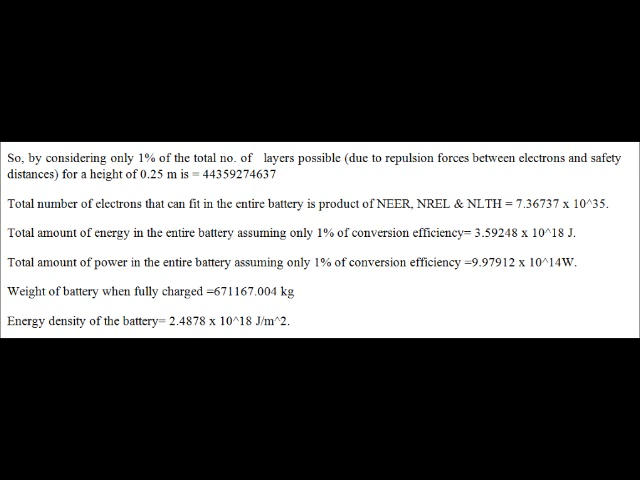 So, by considering only 1% of the total no. of layers possible (due to repulsion forces between electrons and safety
distances) for a height of 0.25 m is = 44359274637
Total number of electrons that can fit in the entire battery is product of NEER, NREL & NLTH = 7.36737 x 10^35.
Total amount of energy in the entire battery assuming only 1% of conversion efficiency= 3.59248 x 10^18 J.
Total amount of power in the entire battery assuming only 1% of conversion efficiency =9.97912 x 10^14W.
Weight of battery when fully charged =671167.004 kg
Energy density of the battery= 2.4878 x 10^18 J/m^2.